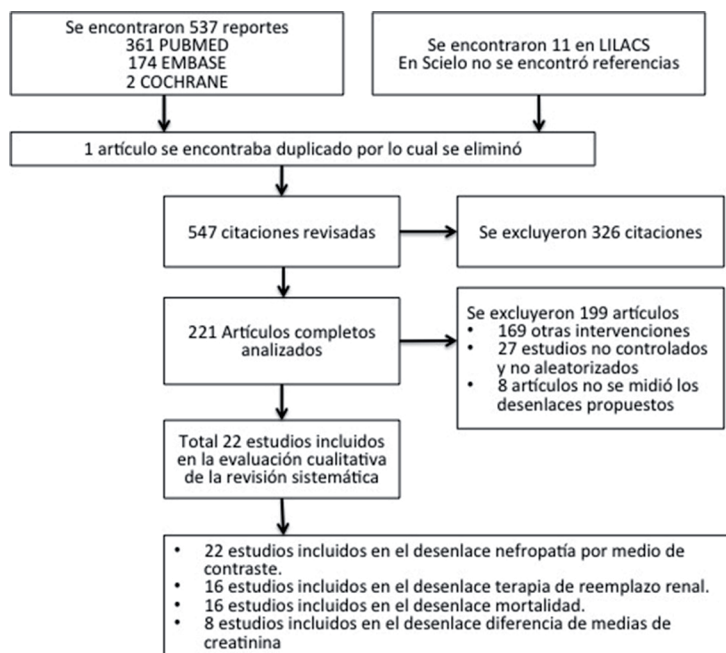 Se encontraron 537 reportes
361 PUBMED
174 EMBASE
2 COCHRANE
Se encontraron 11 en LILACS
En Scielo no se encontró referencias
1 artículo se encontraba duplicado por lo cual se eliminó
547 citaciones revisadas
Se excluyeron 326 citaciones
221 Artículos completos
analizados
Se excluyeron 199 artículos
• 169 otras intervenciones
• 27 estudios no controlados
y no aleatorizados
• 8 artículos no se midió los
desenlaces propuestos
Total 22 estudios incluidos
en la evaluación cualitativa
de la revisión sistemática
• 22 estudios incluidos en el desenlace nefropatía por medio de
contraste.
• 16 estudios incluidos en el desenlace terapia de reemplazo renal.
• 16 estudios incluidos en el desenlace mortalidad.
• 8 estudios incluidos en el desenlace diferencia de medias de
creatinina